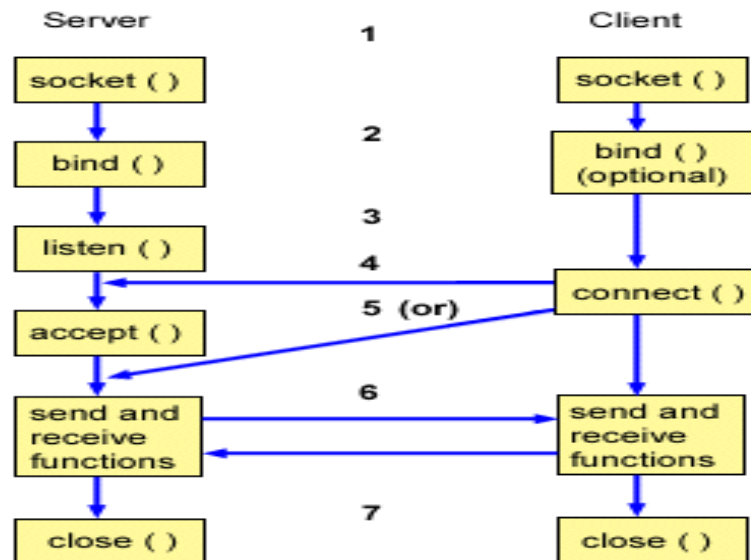 Server
1
Client
socket ( )
socket ( )
2
bind ( )
bind ( )
(optional)
3
listen ( )
4
connect ( )
5 (or)
accept ( )
6
send and
receive
functions
send and
receive
functions
7
close ( )
close ( )